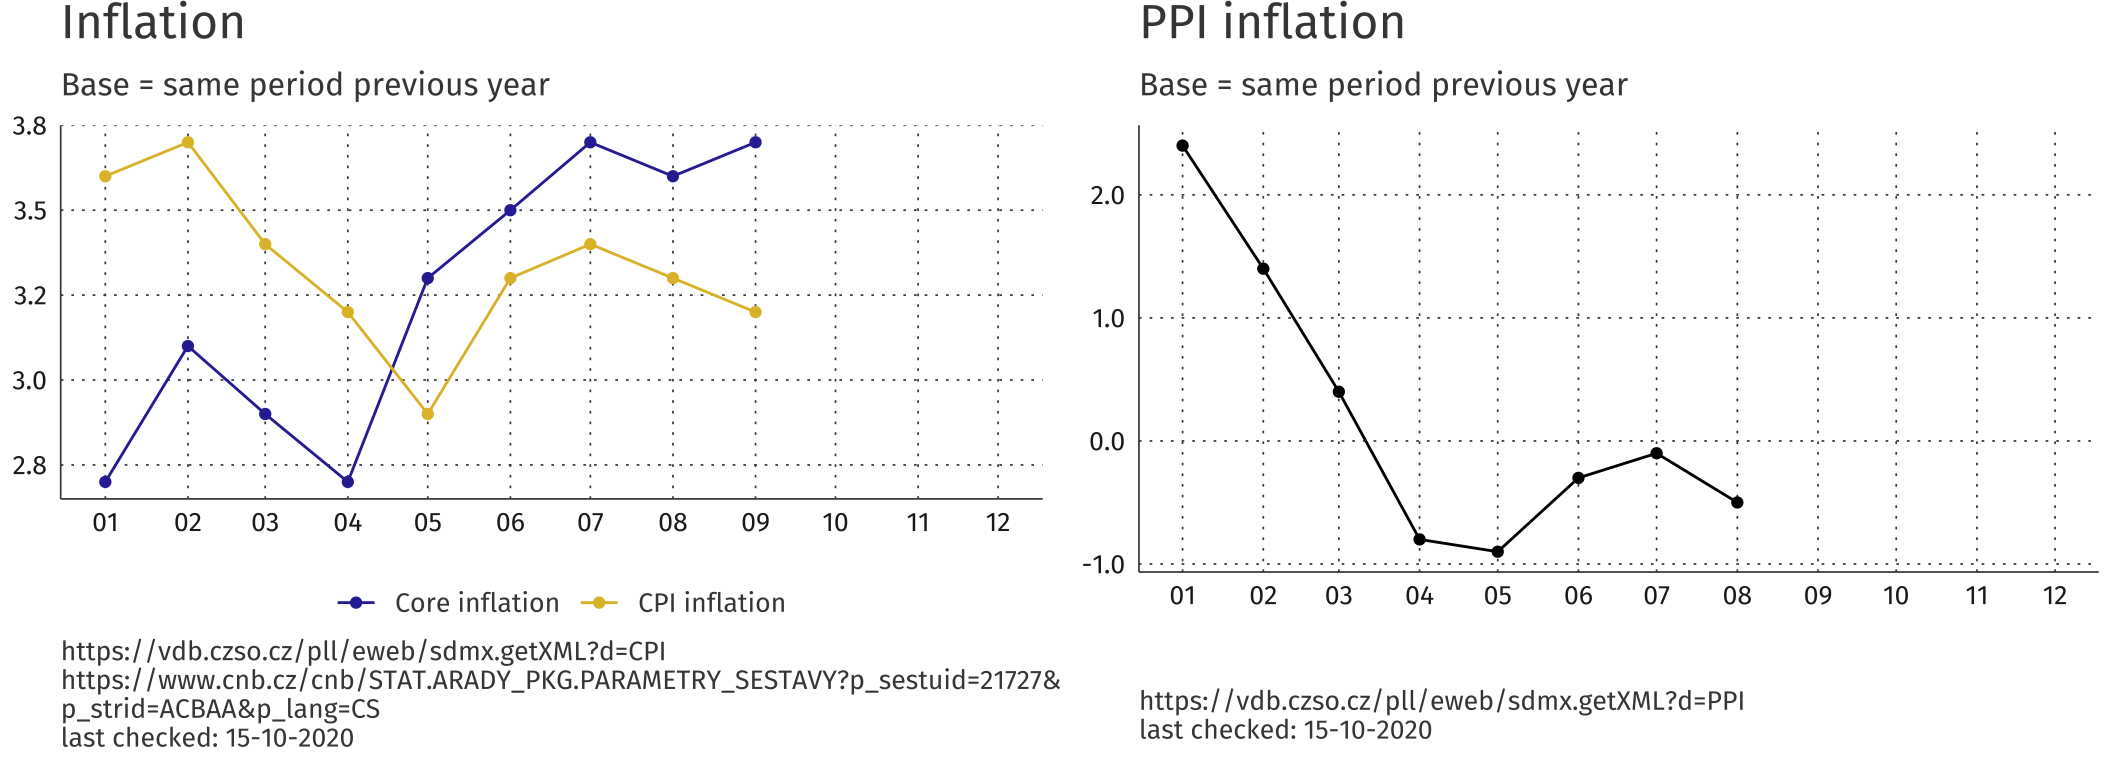 Inflation
Base = same period previous year
3.8
3.5
3.2
3.0
2.8
01 02 03 04 05 06 07 08 09 10 11 12
Core inflation CPI inflation
https://vdb.czso.cz/pll/eweb/sdmx.getXML?d=CPI
https://www.cnb.cz/cnb/STAT.ARADY_PKG.PARAMETRY_SESTAVY?p_sestuid=21727&
p_strid=ACBAA&p_lang=CS
last checked: 15-10-2020
PPI inflation
Base = same period previous year
2.0
1.0
0.0
-1.0
01 02 03 04 05 06 07 08 09 10 11 12
https://vdb.czso.cz/pll/eweb/sdmx.getXML?d=PPI
last checked: 15-10-2020